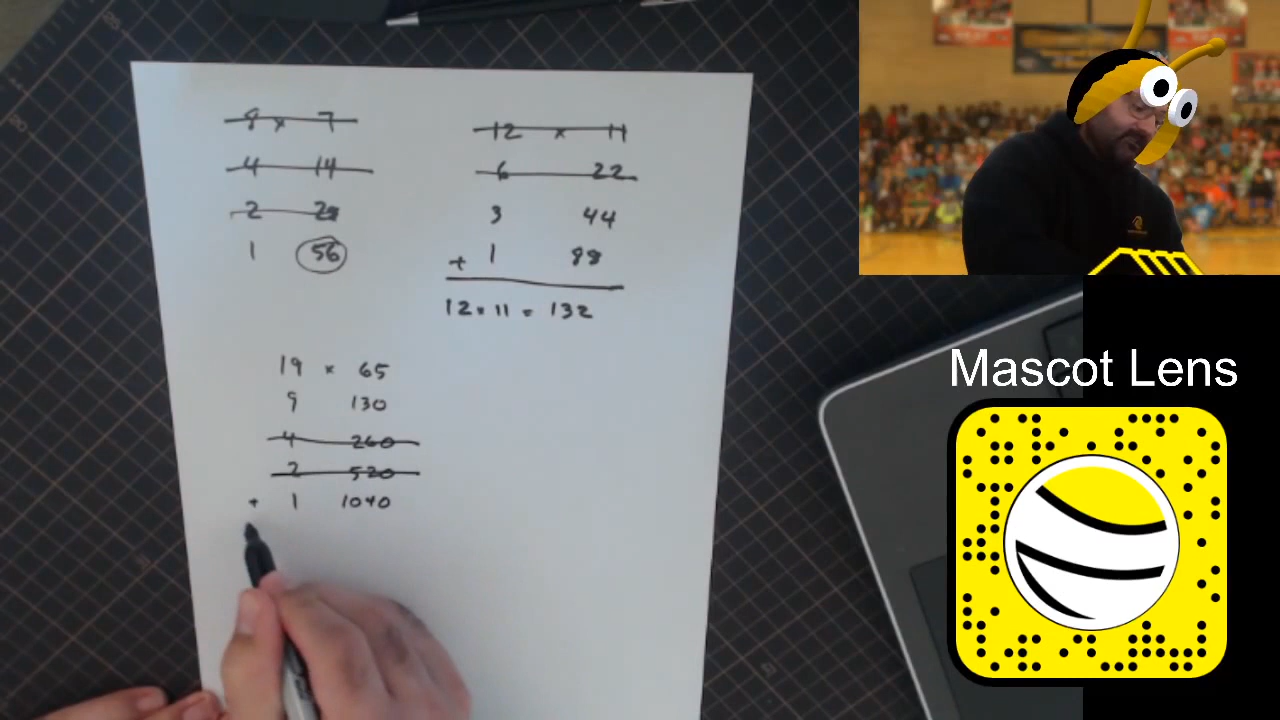 8 x 7
4 14
2 28
1 56
12 x 11
6 22
3 44
+ 1 88
12 × 11 = 132
19 x 65
9 130
4 260
2 520
+ 1 1040
Mascot Lens